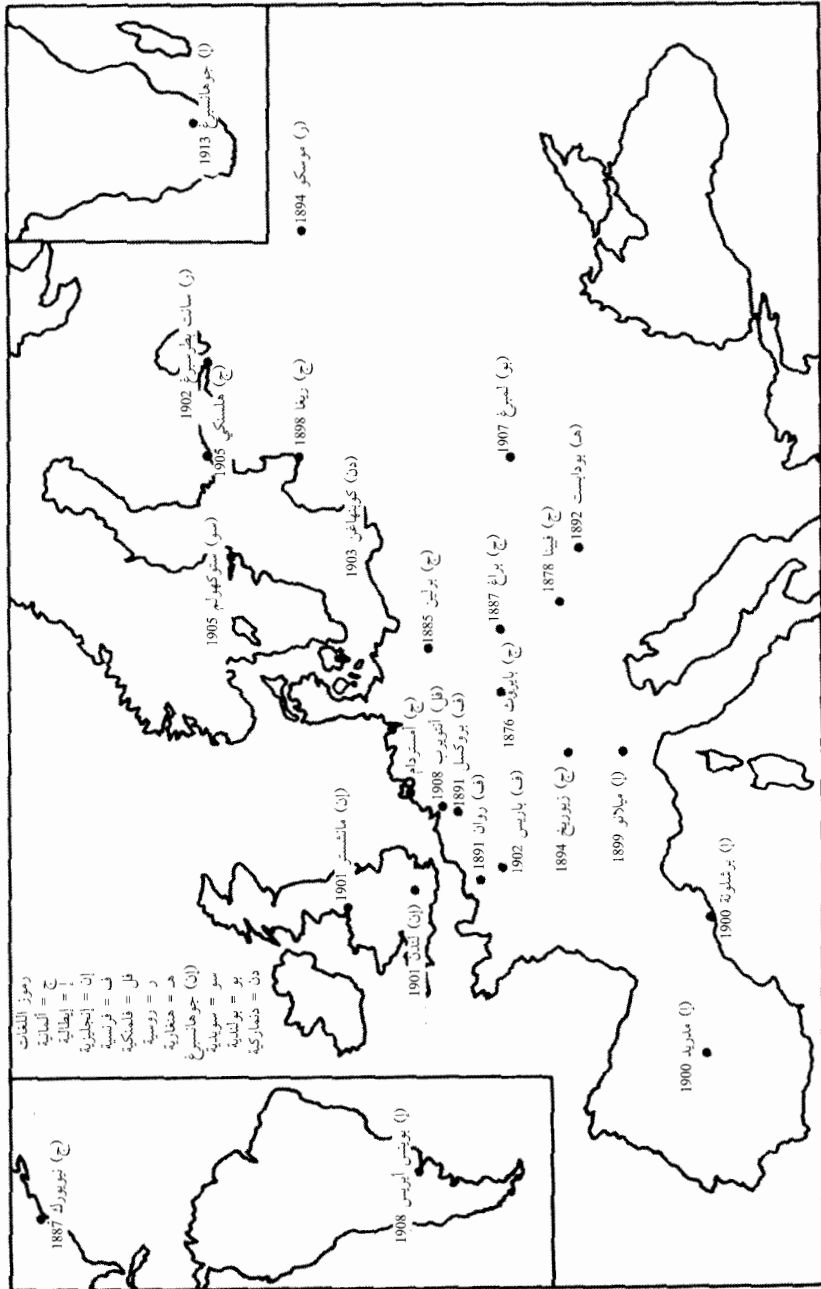 رموز اللغات
ج = ألمانية
إ = إيطالية
إن = إنجليزية
ف = فرنسية
فل = فلمنكية
ر = روسية
هـ = هنغارية
(إن) جوهانسبرغ
سو = سويدية
بو = بولندية
دن = دنماركية
(ج) نيويورك 1887
(إ) بوينس أيريس 1908
(إ) جوهانسبرغ 1913
(ر) موسكو 1894
(ر) سانت بطرسبرغ 1902
(ج) هلسنكي 1905
(ج) ريغا 1898
(سو) ستوكهولم 1905
(دن) كوبنهاغن 1903
(إن) مانشستر 1901
(إن) لندن 1901
(ج) أمستردام
(فل) أنتويرب 1908
(ف) بروكسل 1891
(ف) روان 1891
(ف) باريس 1902
(ج) برلين 1885
(ج) براغ 1887
(ج) بايروت 1876
(بو) لمبرغ 1907
(ج) فيينا 1878
(هـ) بودابست 1892
(ج) زيوريخ 1894
(إ) ميلانو 1899
(إ) برشلونة 1900
(إ) مدريد 1900